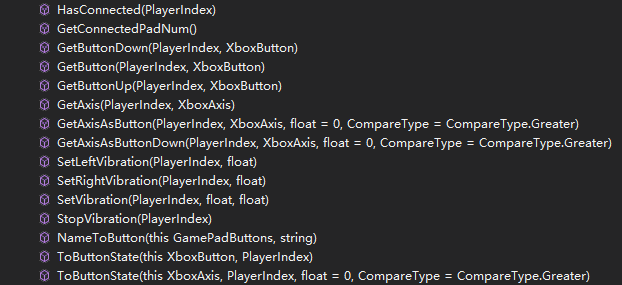 HasConnected(PlayerIndex)
GetConnectedPadNum()
GetButtonDown(PlayerIndex, XboxButton)
GetButton(PlayerIndex, XboxButton)
GetButtonUp(PlayerIndex, XboxButton)
GetAxis(PlayerIndex, XboxAxis)
GetAxisAsButton(PlayerIndex, XboxAxis, float = 0, CompareType = CompareType.Greater)
GetAxisAsButtonDown(PlayerIndex, XboxAxis, float = 0, CompareType = CompareType.Greater)
SetLeftVibration(PlayerIndex, float)
SetRightVibration(PlayerIndex, float)
SetVibration(PlayerIndex, float, float)
StopVibration(PlayerIndex)
NameToButton(this GamePadButtons, string)
ToButtonState(this XboxButton, PlayerIndex)
ToButtonState(this XboxAxis, PlayerIndex, float = 0, CompareType = CompareType.Greater)